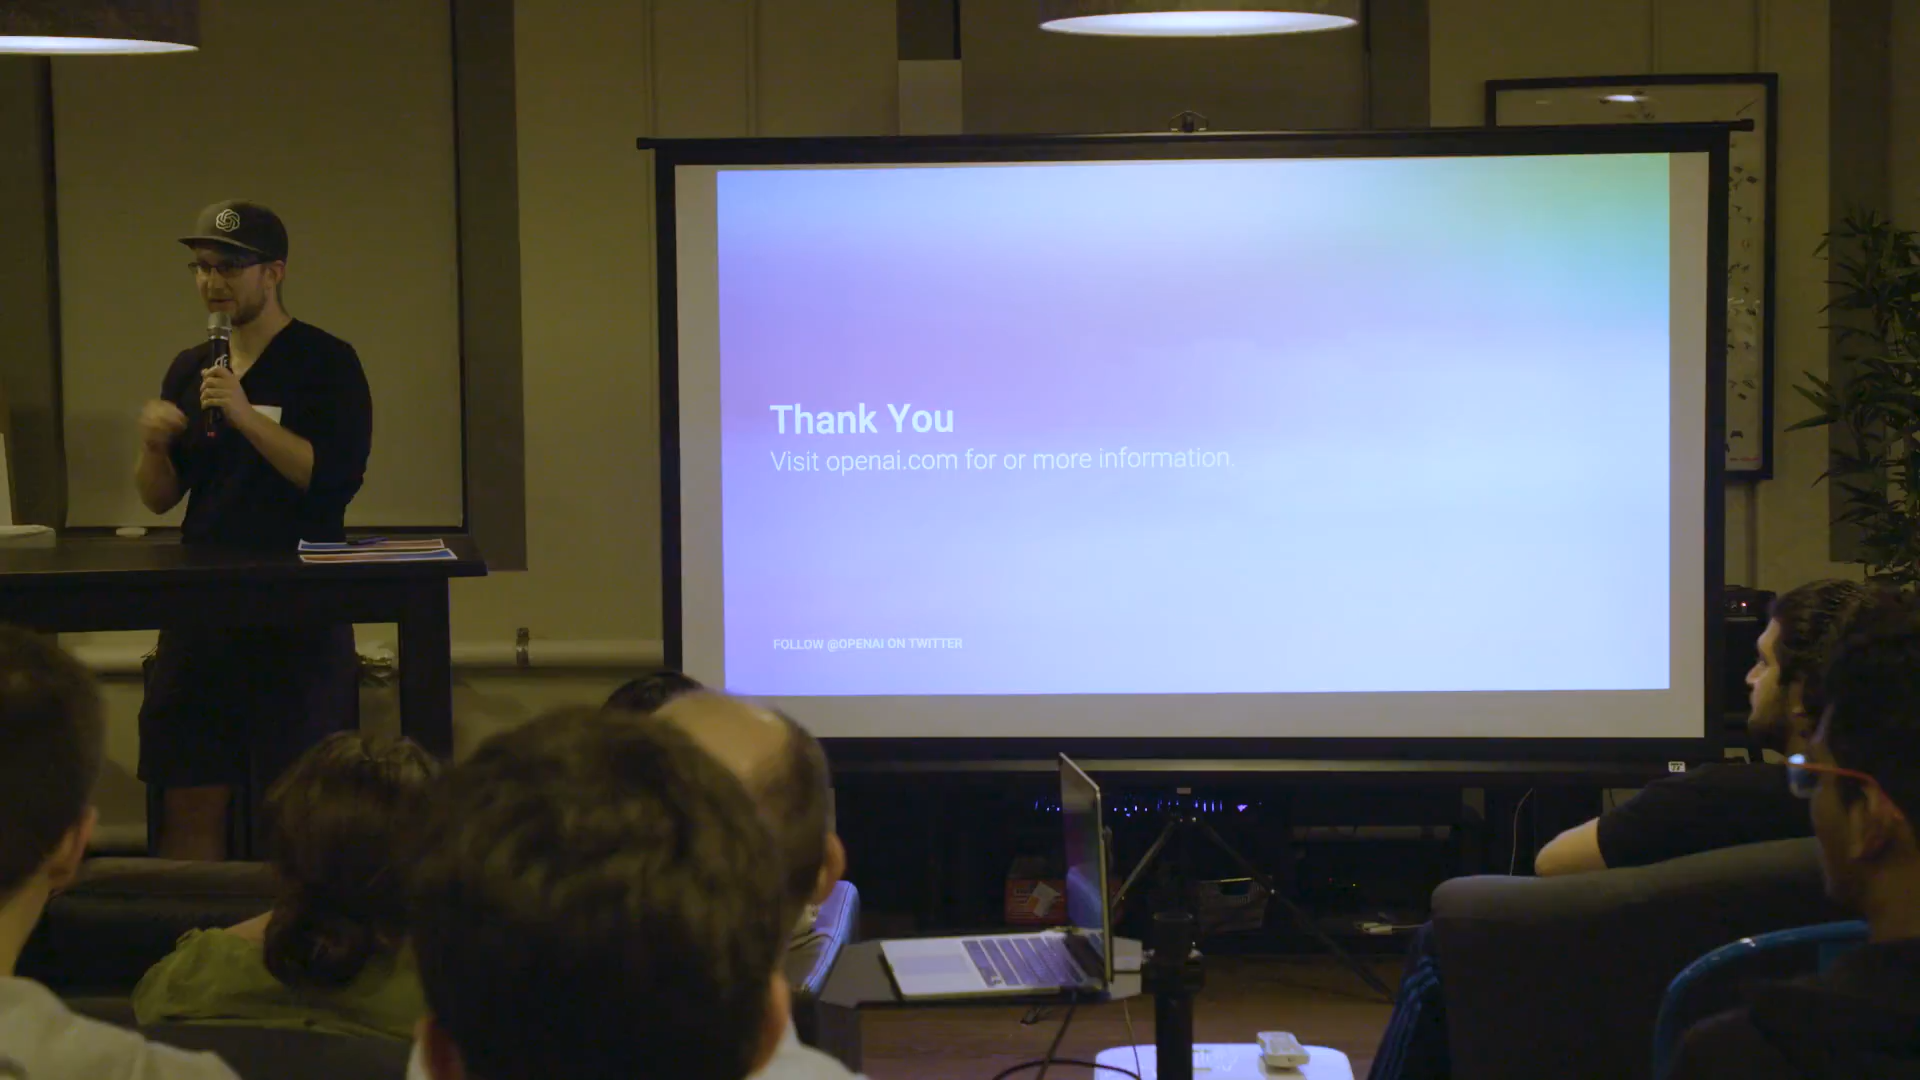 Thank You
Visit openai.com for or more information.
FOLLOW @OPENAI ON TWITTER